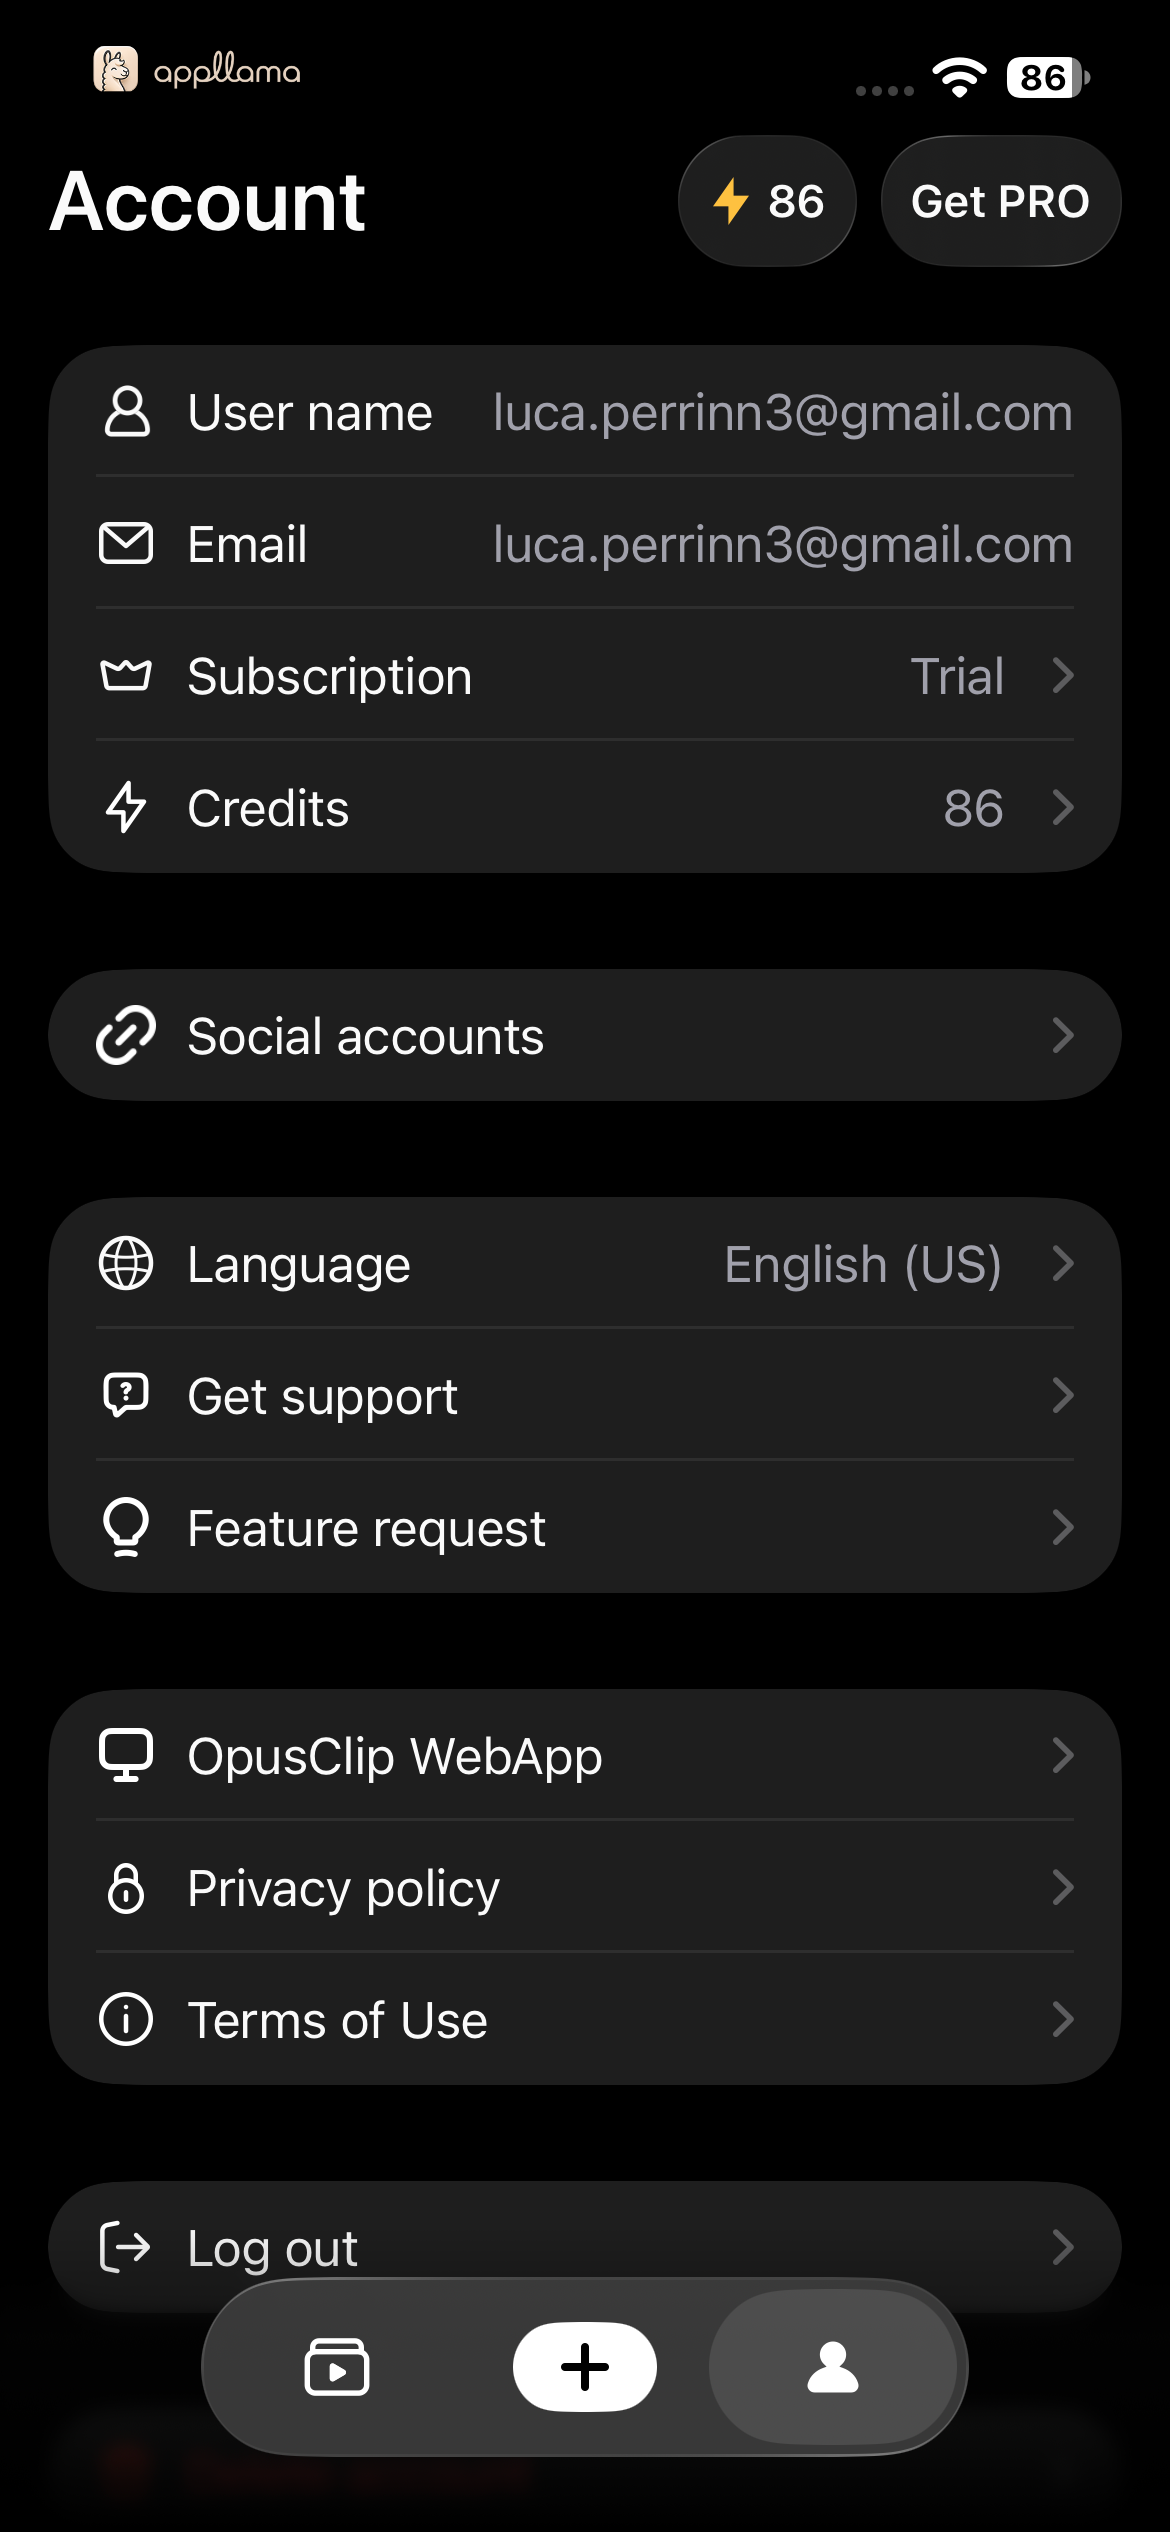 appllama
86
Account
86
Get PRO
User name luca.perrinn3@gmail.com
Email luca.perrinn3@gmail.com
Subscription Trial
Credits 86
Social accounts
Language English (US)
Get support
Feature request
OpusClip WebApp
Privacy policy
Terms of Use
Log out